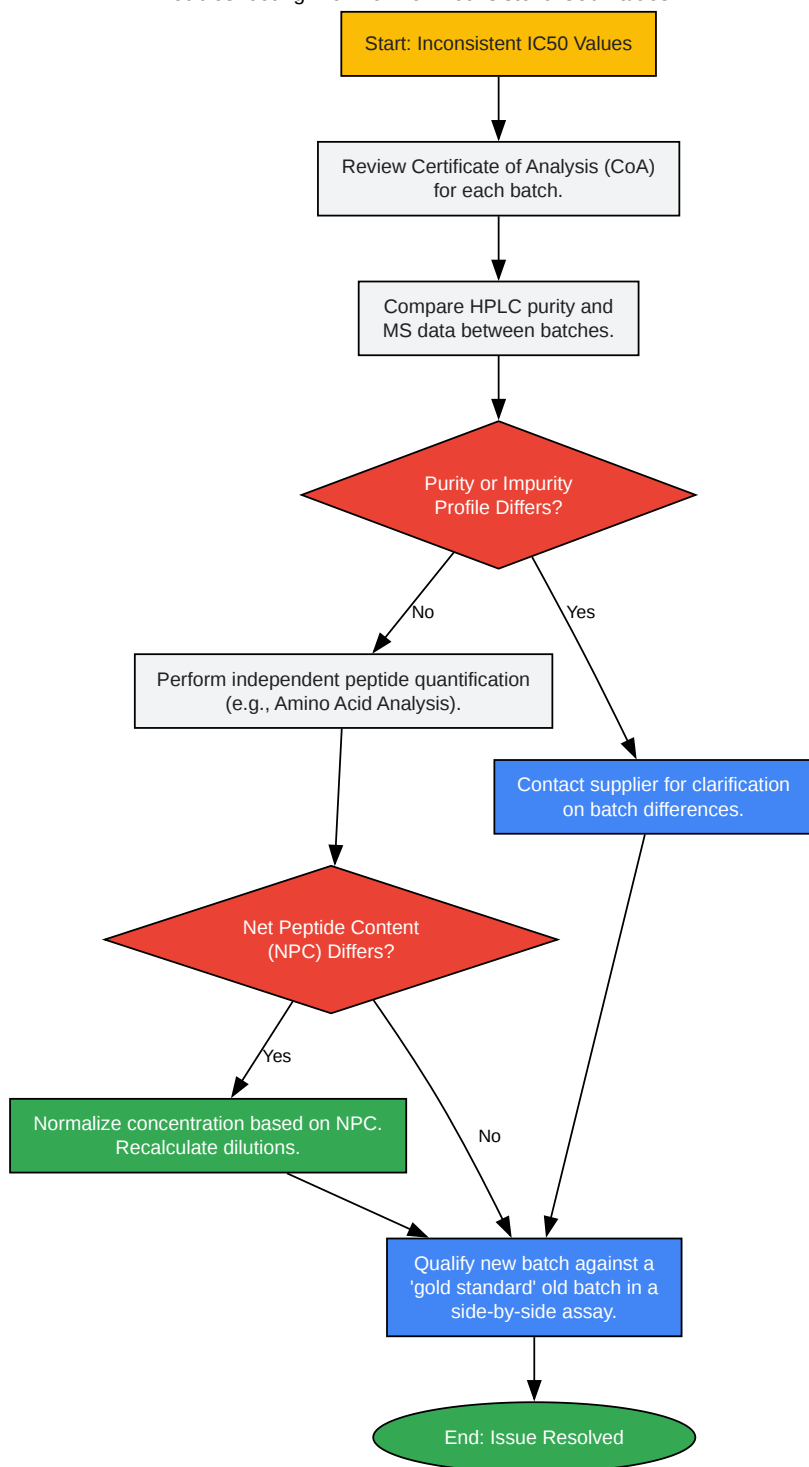 Start: Inconsistent IC50 Values
Review Certificate of Analysis (CoA)
for each batch.
Compare HPLC purity and
MS data between batches.
Purity or Impurity
Profile Differs?
No
Yes
Perform independent peptide quantification
(e.g., Amino Acid Analysis).
Contact supplier for clarification
on batch differences.
Net Peptide Content
(NPC) Differs?
Yes
Normalize concentration based on NPC.
Recalculate dilutions.
No
Qualify new batch against a
'gold standard' old batch in a
side-by-side assay.
End: Issue Resolved